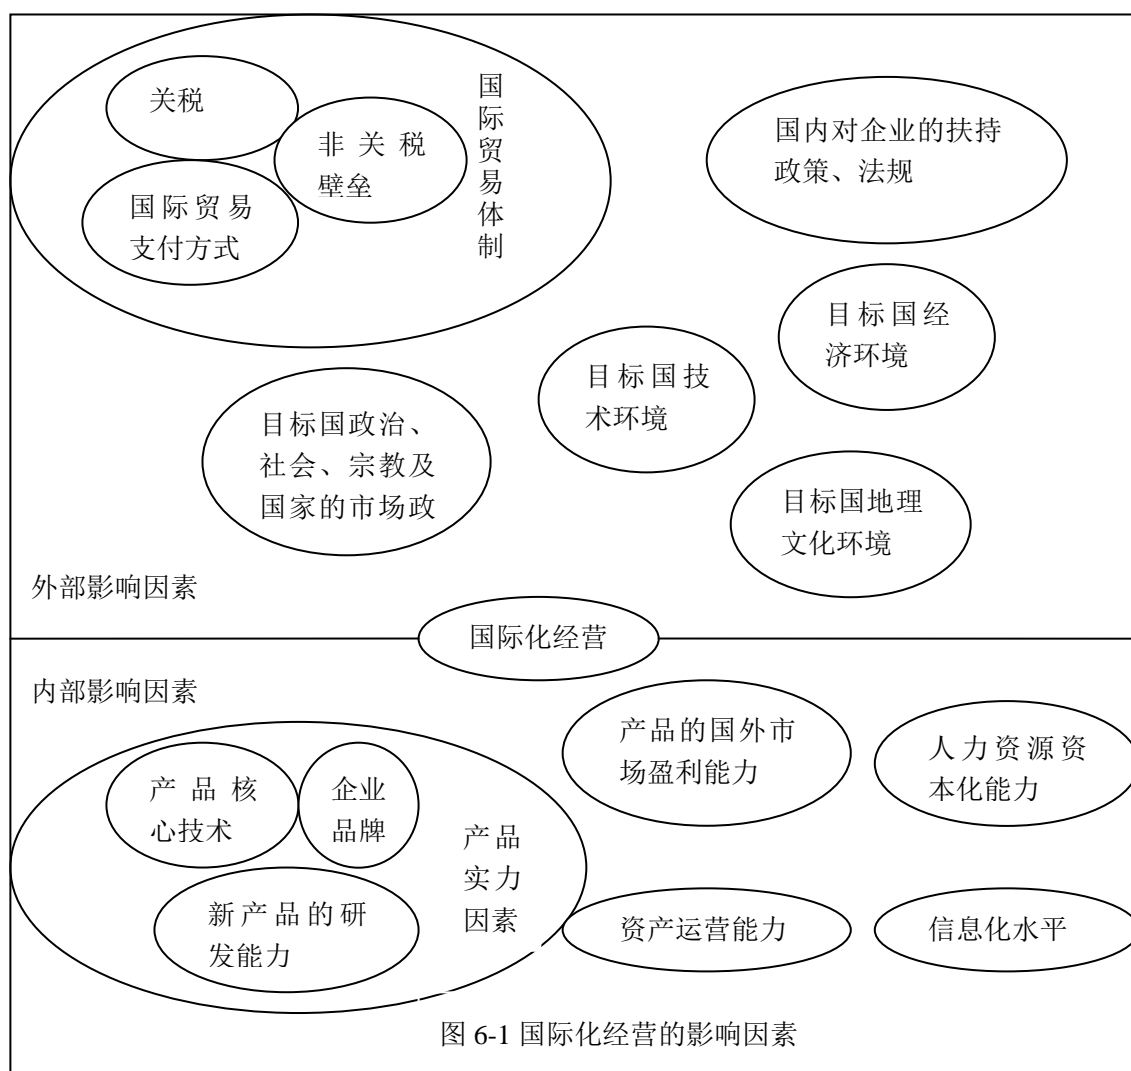 关税
非关税
壁垒
国际贸易
支付方式
国际贸易体制
国内对企业的扶持
政策、法规
目标国经
济环境
目标国技
术环境
目标国政治、
社会、宗教及
国家的市场政
目标国地理
文化环境
外部影响因素
国际化经营
内部影响因素
产品核
心技术
企业
品牌
新产品的研
发能力
产品
实力
因素
产品的国外市
场盈利能力
人力资源资
本化能力
资产运营能力
信息化水平
图 6-1 国际化经营的影响因素